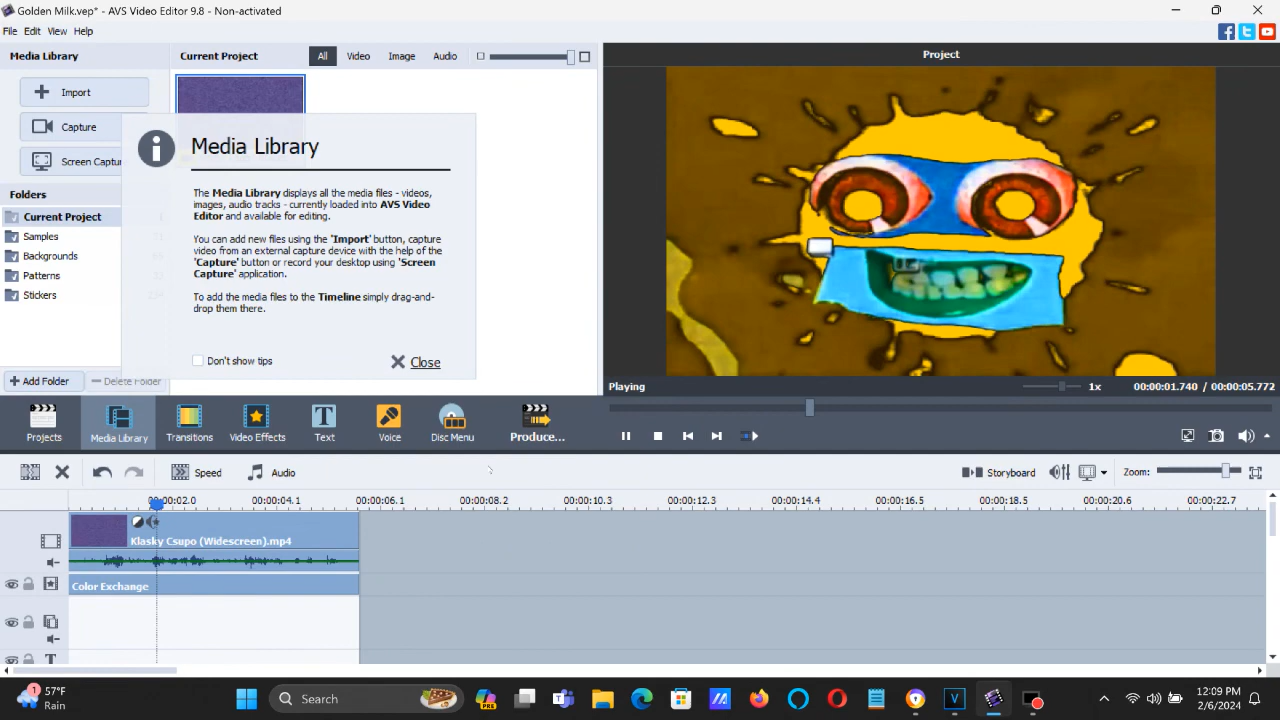 Golden Milk.vep* - AVS Video Editor 9.8 - Non-activated
File Edit View Help
Media Library
Current Project
All Video Image Audio
Project
Import
Capture
Screen Captu
Folders
Current Project
Samples
Backgrounds
Patterns
Stickers
Media Library
The Media Library displays all the media files - videos,
images, audio tracks - currently loaded into AVS Video
Editor and available for editing.
You can add new files using the 'Import' button, capture
video from an external capture device with the help of the
'Capture' button or record your desktop using 'Screen
Capture' application.
To add the media files to the Timeline simply drag-and-
drop them there.
Don't show tips
Close
Add Folder
Delete Folder
Playing
1x
00:00:01.740 / 00:00:05.772
Projects
Media Library
Transitions
Video Effects
Text
Voice
Disc Menu
Produce...
Speed
Audio
Storyboard
Zoom:
00:00:02.0 00:00:04.1 00:00:06.1 00:00:08.2 00:00:10.3 00:00:12.3 00:00:14.4 00:00:16.5 00:00:18.5 00:00:20.6 00:00:22.7
Klasky Csupo (Widescreen).mp4
Color Exchange
T
1
57°F
Rain
Search
PRE
V
12:09 PM
2/6/2024